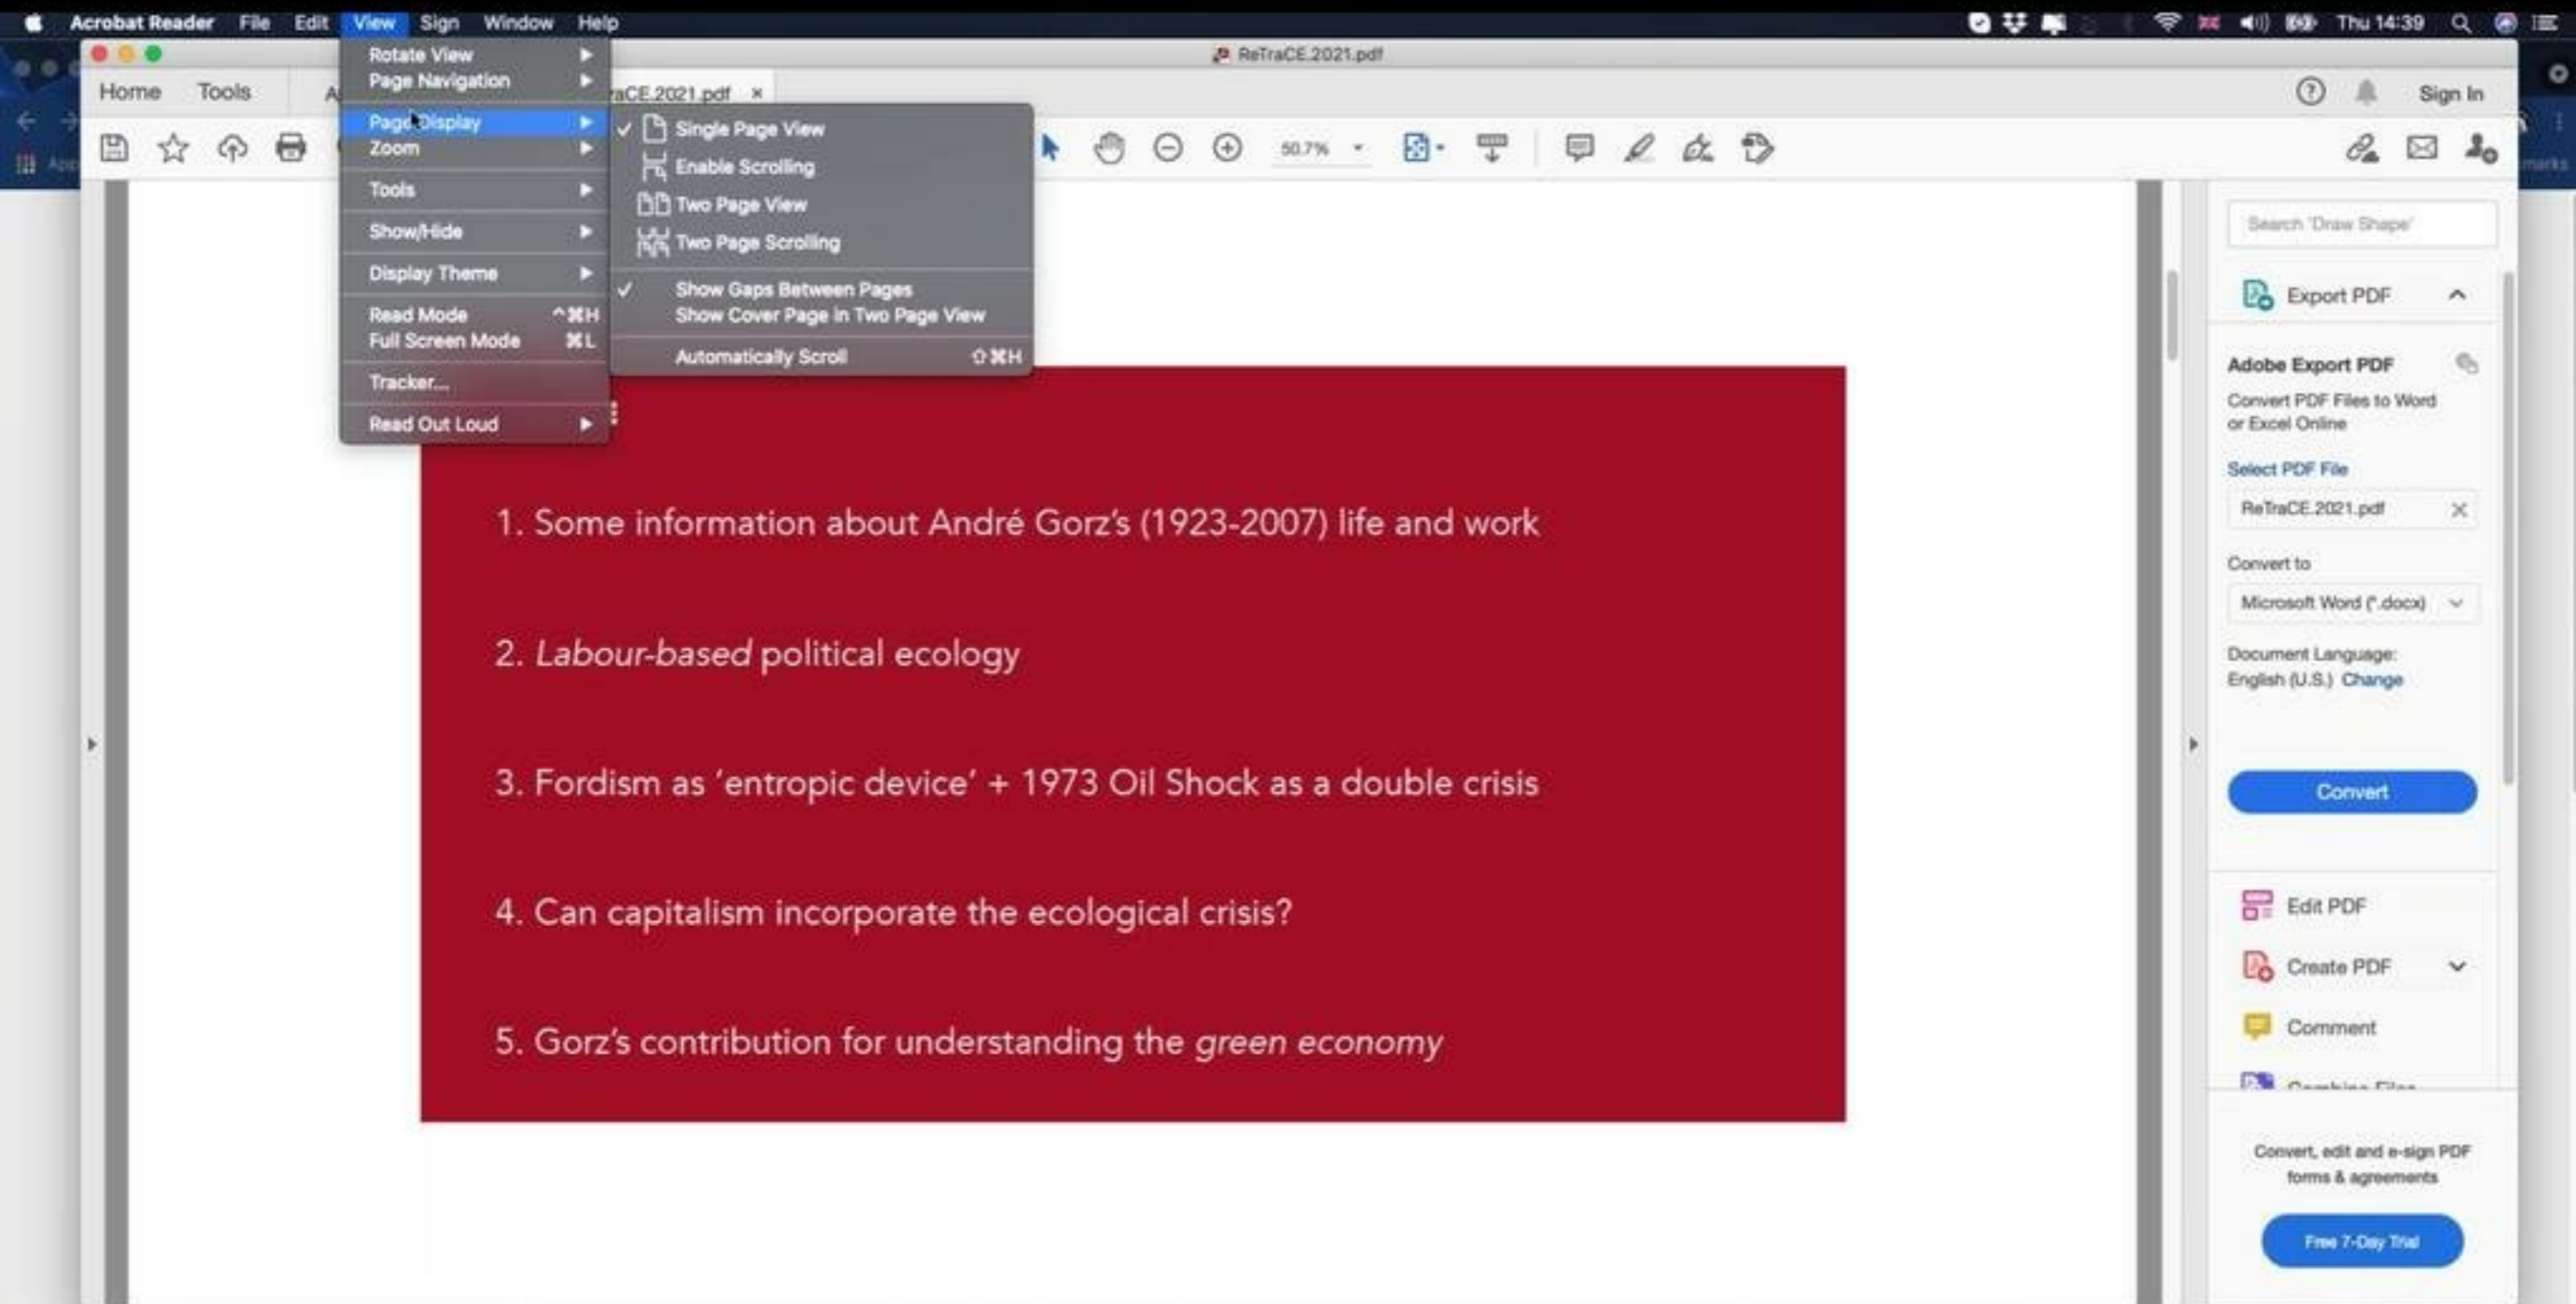 Acrobat Reader File Edit View Sign Window Help
Thu 14:39
ReTraCE.2021.pdf
Home Tools
raCE.2021.pdf ×
Sign In
Rotate View
Page Navigation
Page Display
Zoom
Tools
Show/Hide
Display Theme
Read Mode ^⌘H
Full Screen Mode ⌘L
Tracker...
Read Out Loud
Single Page View
Enable Scrolling
Two Page View
Two Page Scrolling
Show Gaps Between Pages
Show Cover Page in Two Page View
Automatically Scroll ⇧⌘H
50.7%
1. Some information about André Gorz's (1923-2007) life and work
2. Labour-based political ecology
3. Fordism as 'entropic device' + 1973 Oil Shock as a double crisis
4. Can capitalism incorporate the ecological crisis?
5. Gorz's contribution for understanding the green economy
Search 'Draw Shape'
Export PDF
Adobe Export PDF
Convert PDF Files to Word
or Excel Online
Select PDF File
ReTraCE.2021.pdf
Convert to
Microsoft Word (*.docx)
Document Language:
English (U.S.) Change
Convert
Edit PDF
Create PDF
Comment
Convert, edit and e-sign PDF
forms & agreements
Free 7-Day Trial